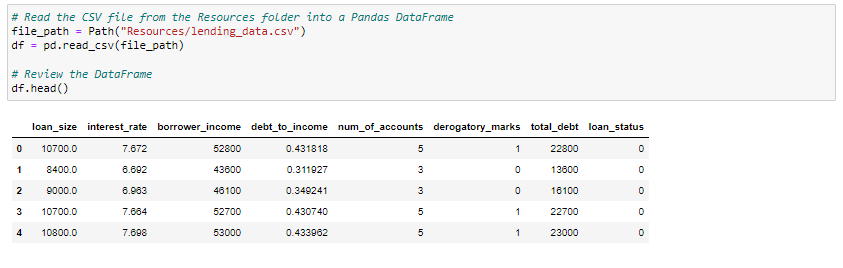 # Read the CSV file from the Resources folder into a Pandas DataFrame
file_path = Path("Resources/lending_data.csv")
df = pd.read_csv(file_path)
# Review the DataFrame
df.head()
loan_size interest_rate borrower_income debt_to_income num_of_accounts derogatory_marks total_debt loan_status
0 10700.0 7.672 52800 0.431818 5 1 22800 0
1 8400.0 6.692 43600 0.311927 3 0 13600 0
2 9000.0 6.963 46100 0.349241 3 0 16100 0
3 10700.0 7.664 52700 0.430740 5 1 22700 0
4 10800.0 7.698 53000 0.433962 5 1 23000 0